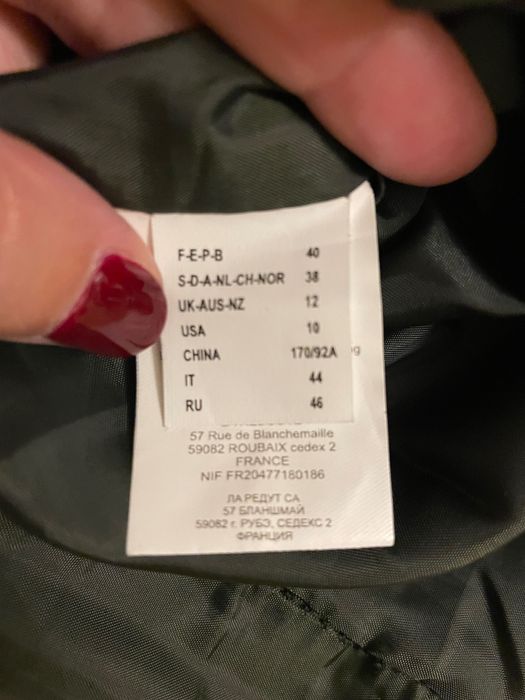 F-E-P-B 40
S-D-A-NL-CH-NOR 38
UK-AUS-NZ 12
USA 10
CHINA 170/92A
IT 44
RU 46
57 Rue de Blanchemaille
59082 ROUBAIX cedex 2
FRANCE
NIF FR20477180186
ЛА РЕДУТ СА
57 БЛАНШМАЙ
59082 г. РУБЭ, СЕДЕКС 2
ФРАНЦИЯ